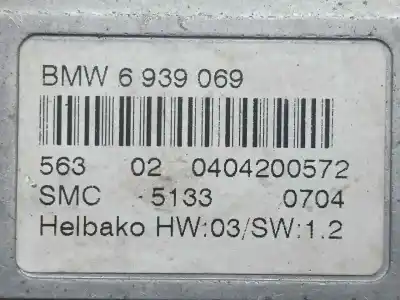 BMW 6 939 069
563 02 0404200572
SMC 5133 0704
Helbako HW:03/SW:1.2